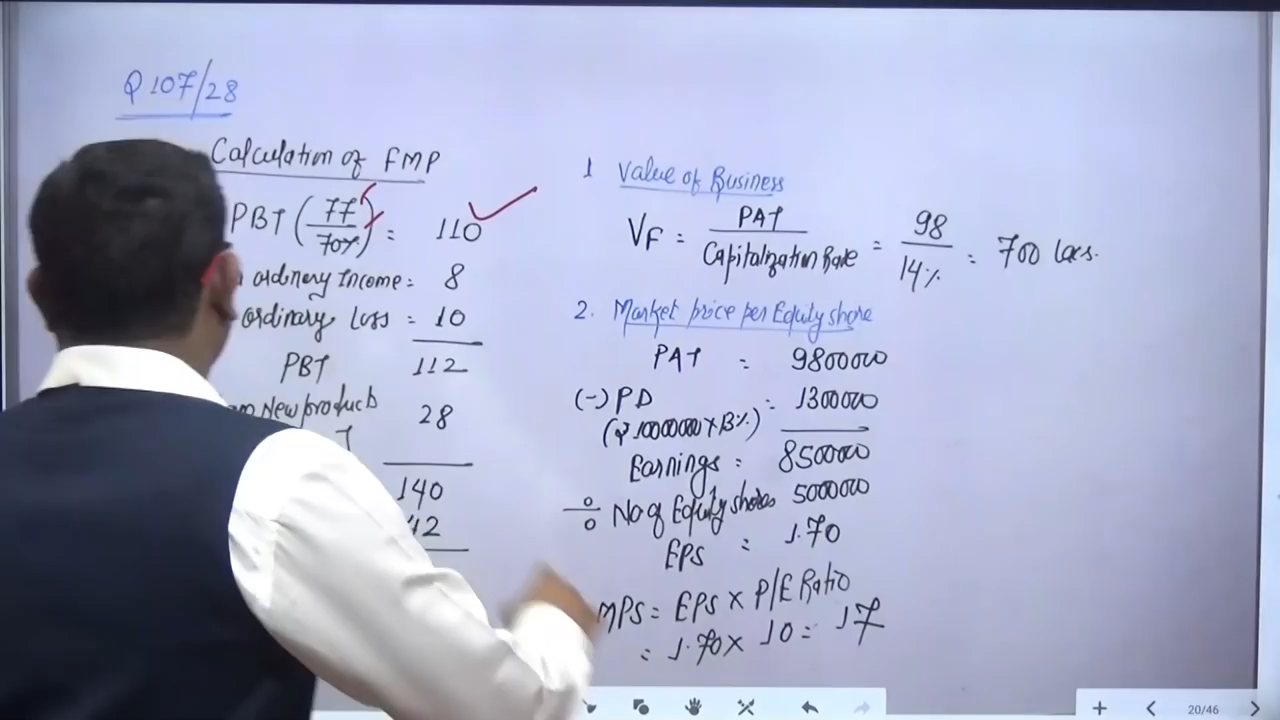 Q 107/28
Calculation of FMP
PBT (77/70%) = 110
ordinary Income = 8
ordinary Loss = 10
PBT 112
New product 28
140
42
1 Value of Business
VF = PAT / Capitalization Rate = 98 / 14% = 700 lacs.
2. Market price per Equity share
PAT = 9800000
(-) PD = 1300000
(₹ 10000000 x 13%)
Earnings = 8500000
÷ No of Equity shares 5000000
EPS = 1.70
MPS = EPS x P/E Ratio
= 1.70 x 10 = 17
20/46